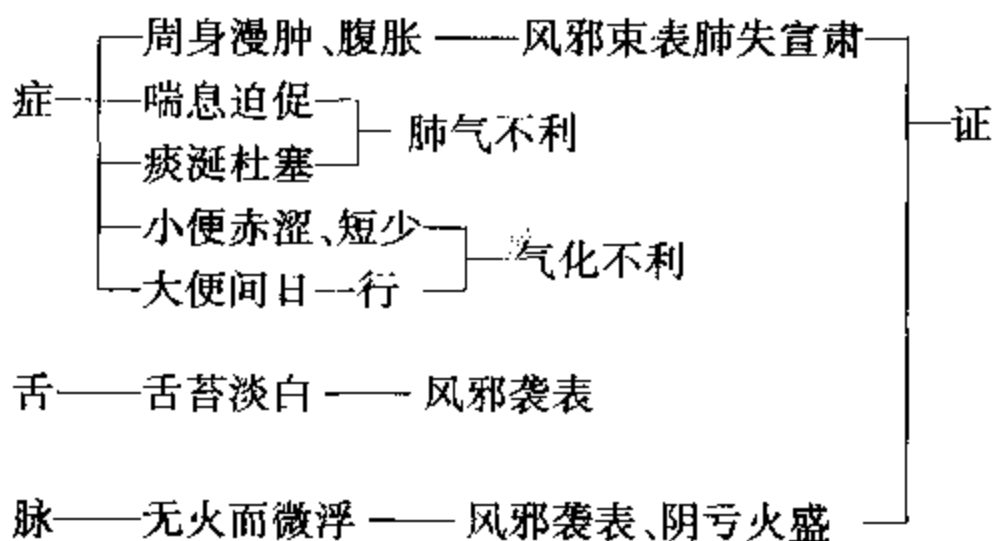 周身漫肿、腹胀 风邪束表肺失宣肃
症 喘息迫促 证
肺气不利
痰涎杜塞
小便赤涩、短少
气化不利
大便间日一行
舌 舌苔淡白 风邪袭表
脉 无火而微浮 风邪袭表、阴亏火盛